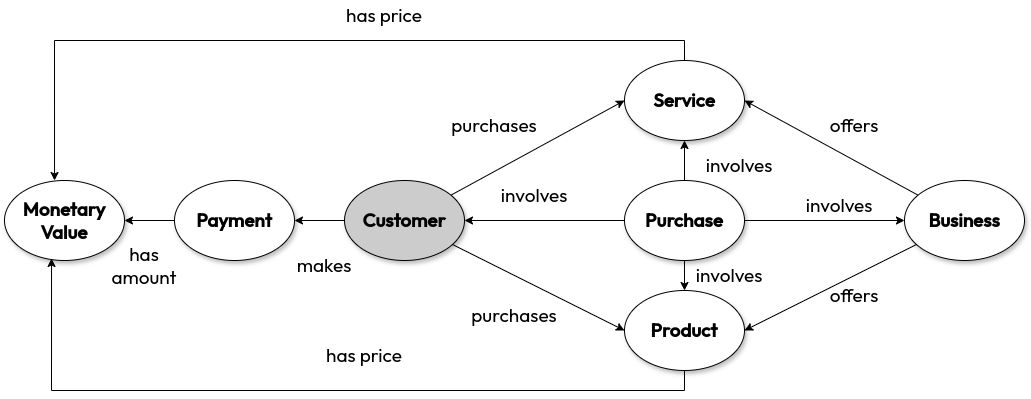 has price
Service
purchases
offers
involves
involves
involves
Monetary
Value
Payment
Customer
Purchase
Business
has
amount
makes
involves
offers
purchases
Product
has price